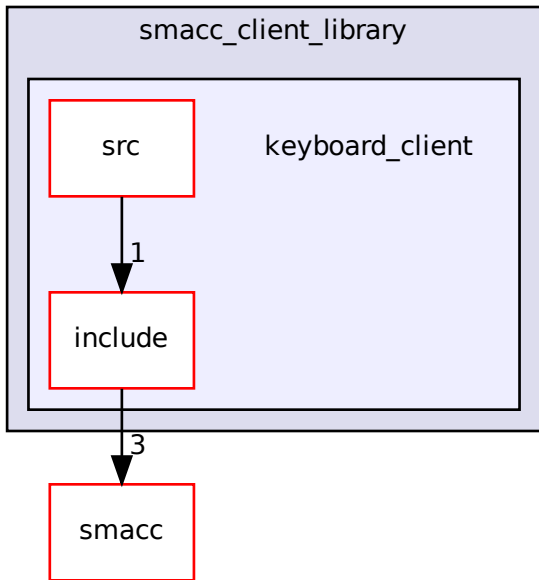 smacc_client_library
src
keyboard_client
1
include
3
smacc